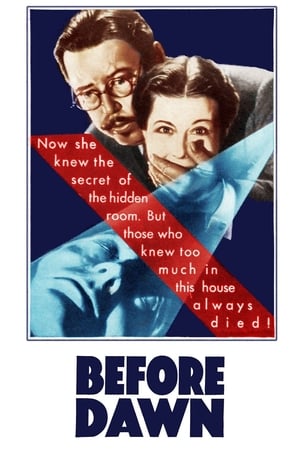 Now she
knew the
secret of
the hidden
room. But
those who
knew too
much in
this house
always
died!
BEFORE
DAWN